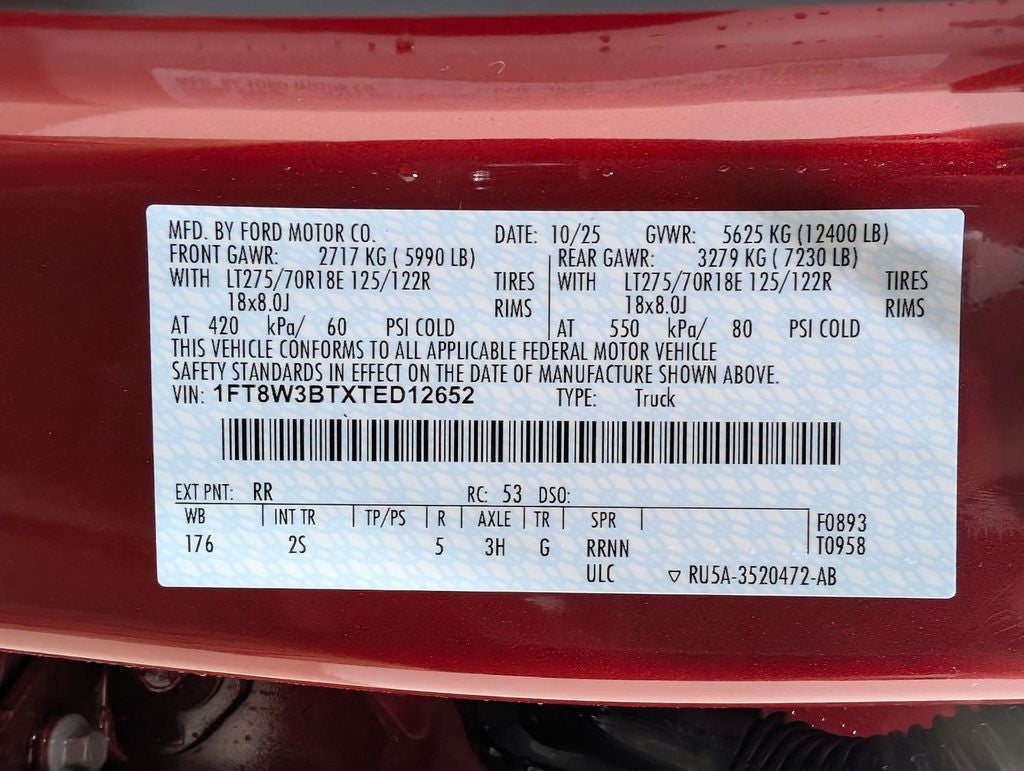 MFD. BY FORD MOTOR CO. DATE: 10/25 GVWR: 5625 KG (12400 LB)
FRONT GAWR: 2717 KG ( 5990 LB) REAR GAWR: 3279 KG ( 7230 LB)
WITH LT275/70R18E 125/122R TIRES WITH LT275/70R18E 125/122R TIRES
18x8.0J RIMS 18x8.0J RIMS
AT 420 kPa/ 60 PSI COLD AT 550 kPa/ 80 PSI COLD
THIS VEHICLE CONFORMS TO ALL APPLICABLE FEDERAL MOTOR VEHICLE
SAFETY STANDARDS IN EFFECT ON THE DATE OF MANUFACTURE SHOWN ABOVE.
VIN: 1FT8W3BTXTED12652 TYPE: Truck
EXT PNT: RR RC: 53 DSO:
WB INT TR TP/PS R AXLE TR SPR F0893
176 2S 5 3H G RRNN T0958
ULC ▽ RU5A-3520472-AB